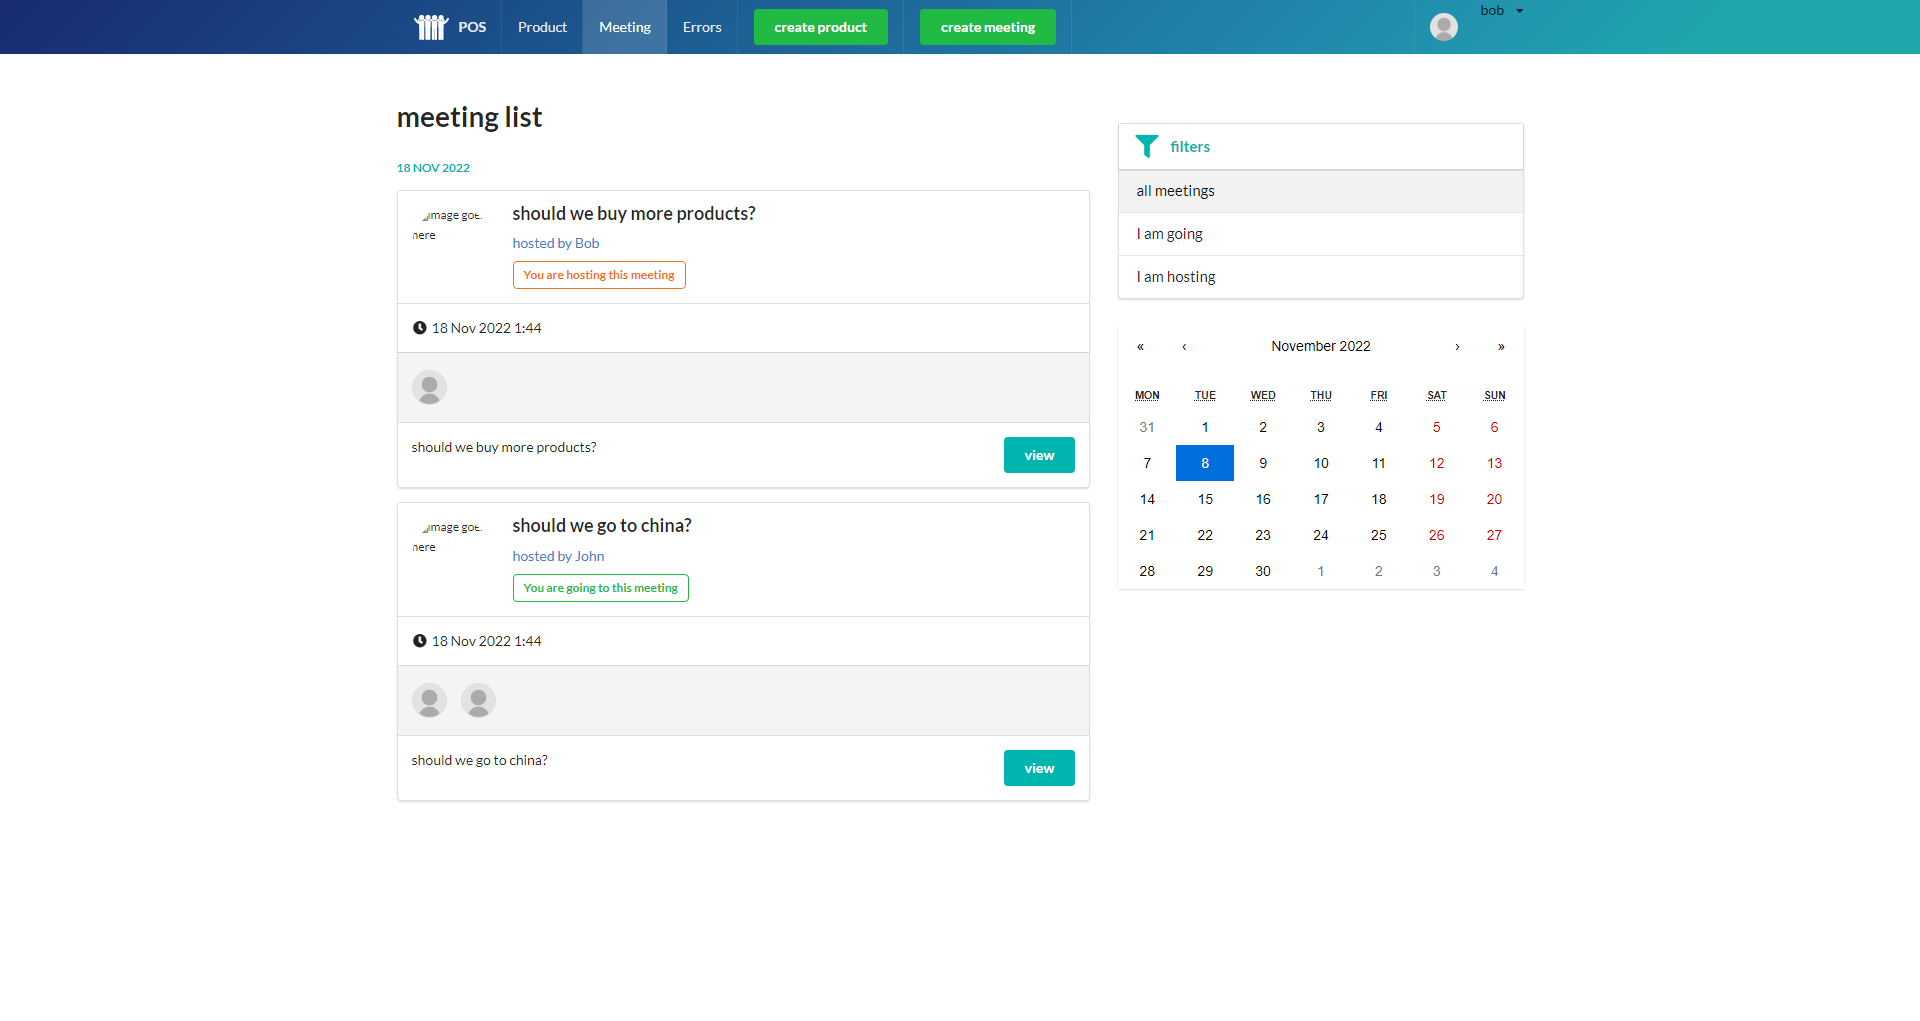 POS Product Meeting Errors create product create meeting bob
meeting list
18 NOV 2022
should we buy more products?
hosted by Bob
You are hosting this meeting
18 Nov 2022 1:44
should we buy more products?
view
should we go to china?
hosted by John
You are going to this meeting
18 Nov 2022 1:44
should we go to china?
view
filters
all meetings
I am going
I am hosting
« ‹ November 2022 › »
MON TUE WED THU FRI SAT SUN
31 1 2 3 4 5 6
7 8 9 10 11 12 13
14 15 16 17 18 19 20
21 22 23 24 25 26 27
28 29 30 1 2 3 4